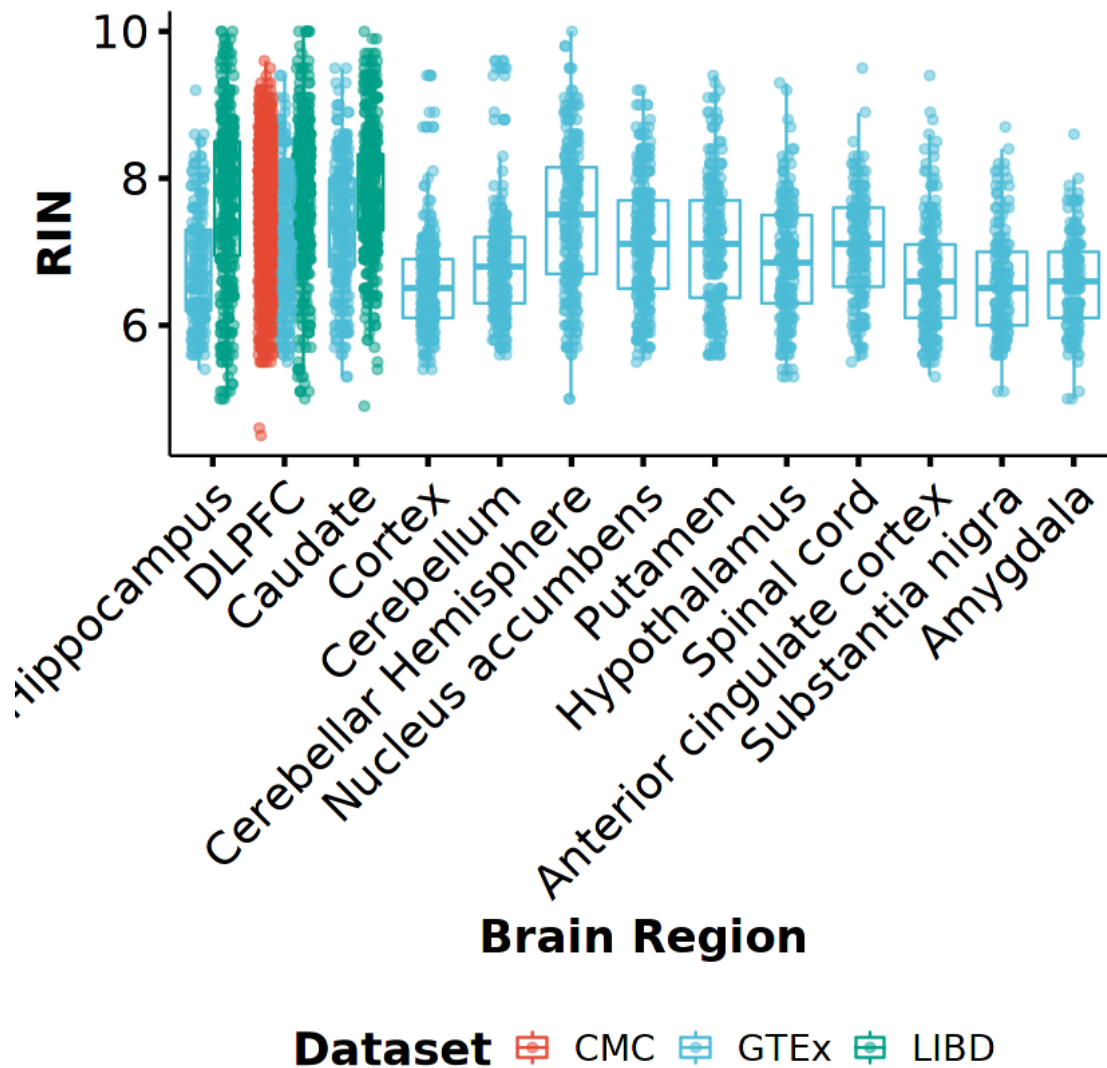 RIN
10
8
6
Hippocampus
DLPFC
Caudate
Cortex
Cerebellum
Cerebellar Hemisphere
Nucleus accumbens
Putamen
Hypothalamus
Spinal cord
Anterior cingulate cortex
Substantia nigra
Amygdala
Brain Region
Dataset CMC GTEx LIBD